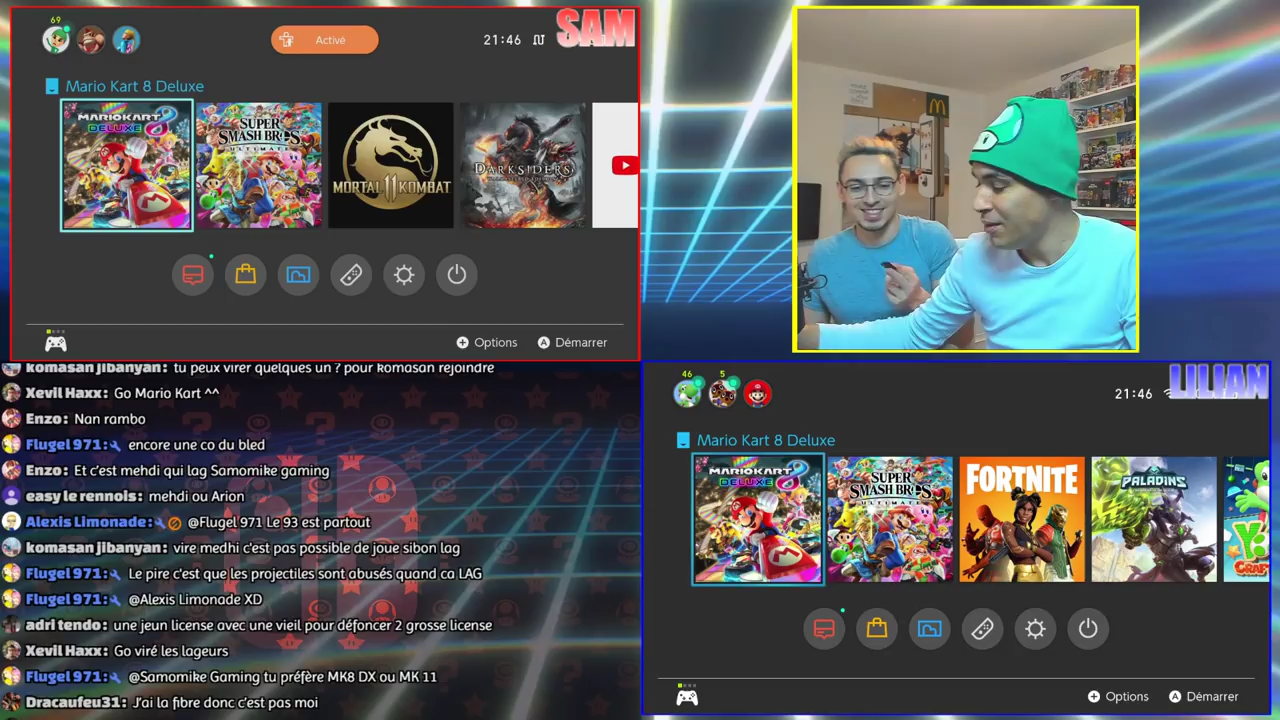 69
Activé
21:46
SAM
Mario Kart 8 Deluxe
MARIOKART 8
DELUXE
SUPER
SMASH BROS.
ULTIMATE
MORTAL 11 KOMBAT
DARKSIDERS
Options
Démarrer
komasan jibanyan: tu peux virer quelques un ? pour komasan rejoindre
Xevil Haxx: Go Mario Kart ^^
Enzo: Nan rambo
Flugel 971: encore une co du bled
Enzo: Et c'est mehdi qui lag Samomike gaming
easy le rennois: mehdi ou Arion
Alexis Limonade: @Flugel 971 Le 93 est partout
komasan jibanyan: vire medhi c'est pas possible de joue sibon lag
Flugel 971: Le pire c'est que les projectiles sont abusés quand ca LAG
Flugel 971: @Alexis Limonade XD
adri tendo: une jeun license avec une vieil pour défoncer 2 grosse license
Xevil Haxx: Go viré les lageurs
Flugel 971: @Samomike Gaming tu préfère MK8 DX ou MK 11
Dracaufeu31: J'ai la fibre donc c'est pas moi
46
5
21:46
LILIAN
Mario Kart 8 Deluxe
MARIOKART 8
DELUXE
SUPER
SMASH BROS.
ULTIMATE
FORTNITE
PALADINS
Options
Démarrer